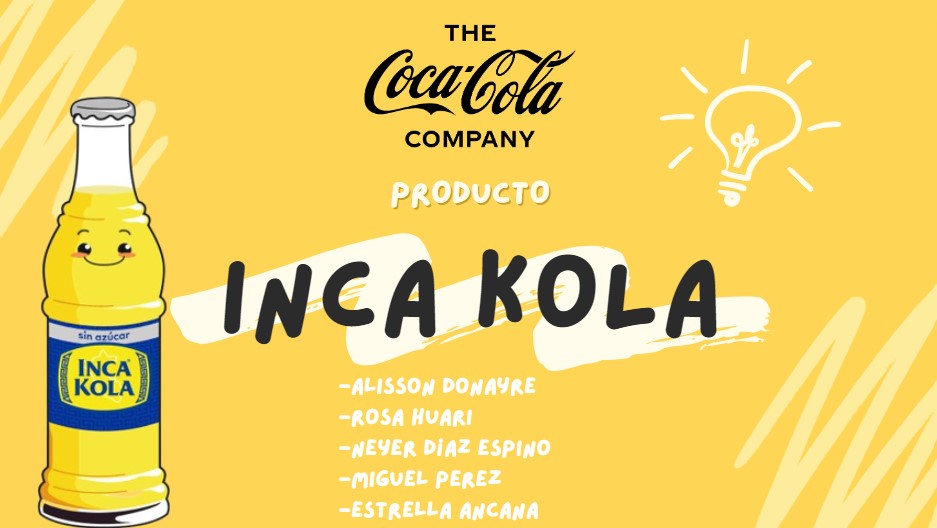 THE
Coca-Cola
COMPANY
PRODUCTO
INCA KOLA
sin azúcar
INCA
KOLA
-ALISSON DONAYRE
-ROSA HUARI
-NEYER DíAZ ESPINO
-MIGUEL PEREZ
-ESTRELLA ANCANA